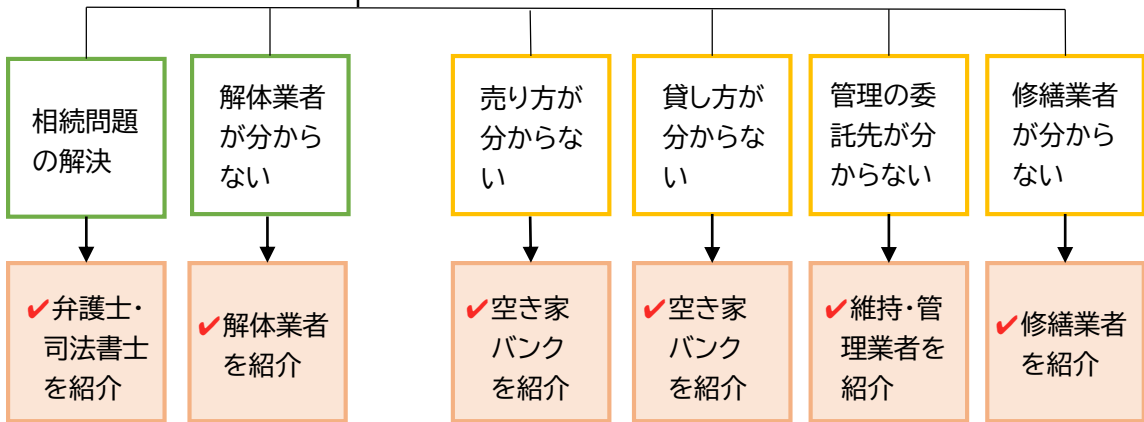 相続問題
の解決
解体業者
が分から
ない
売り方が
分からな
い
貸し方が
分からな
い
管理の委
託先が分
からない
修繕業者
が分から
ない
✔弁護士・
司法書士
を紹介
✔解体業者
を紹介
✔空き家
バンク
を紹介
✔空き家
バンク
を紹介
✔維持・管
理業者を
紹介
✔修繕業者
を紹介